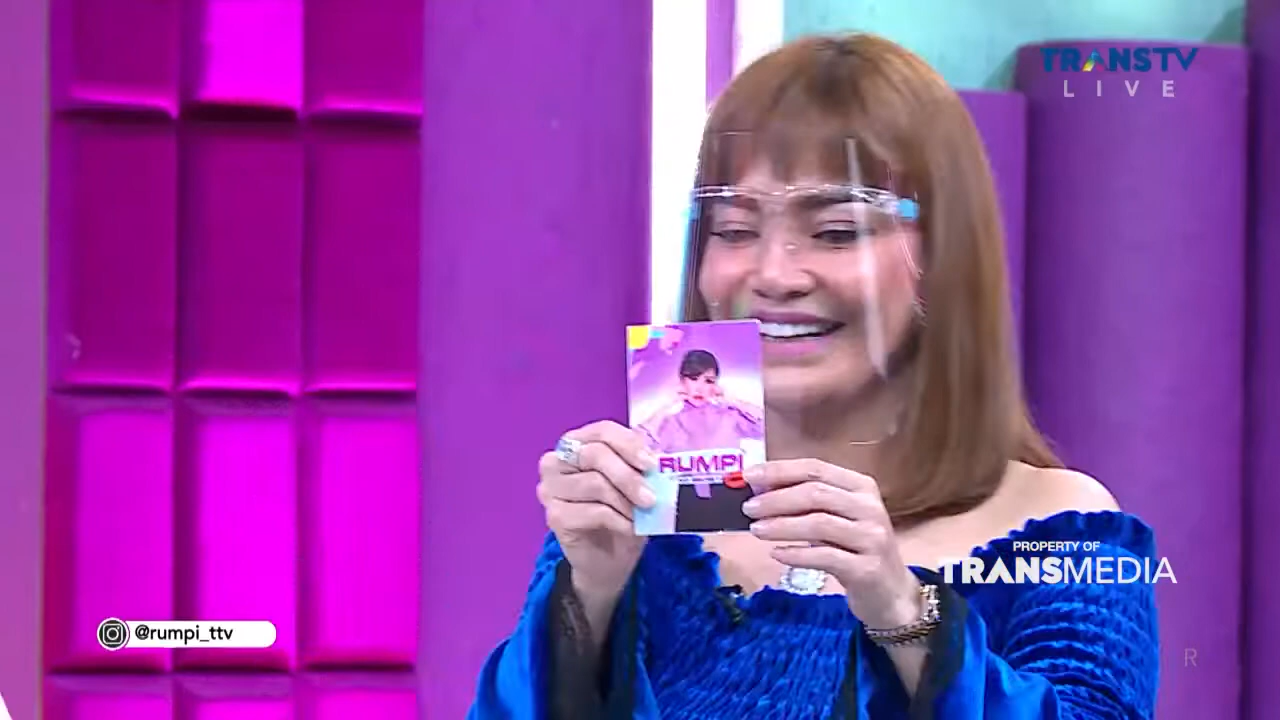 TRANSTV
LIVE
RUMPI
PROPERTY OF
TRANSMEDIA
@rumpi_ttv
R